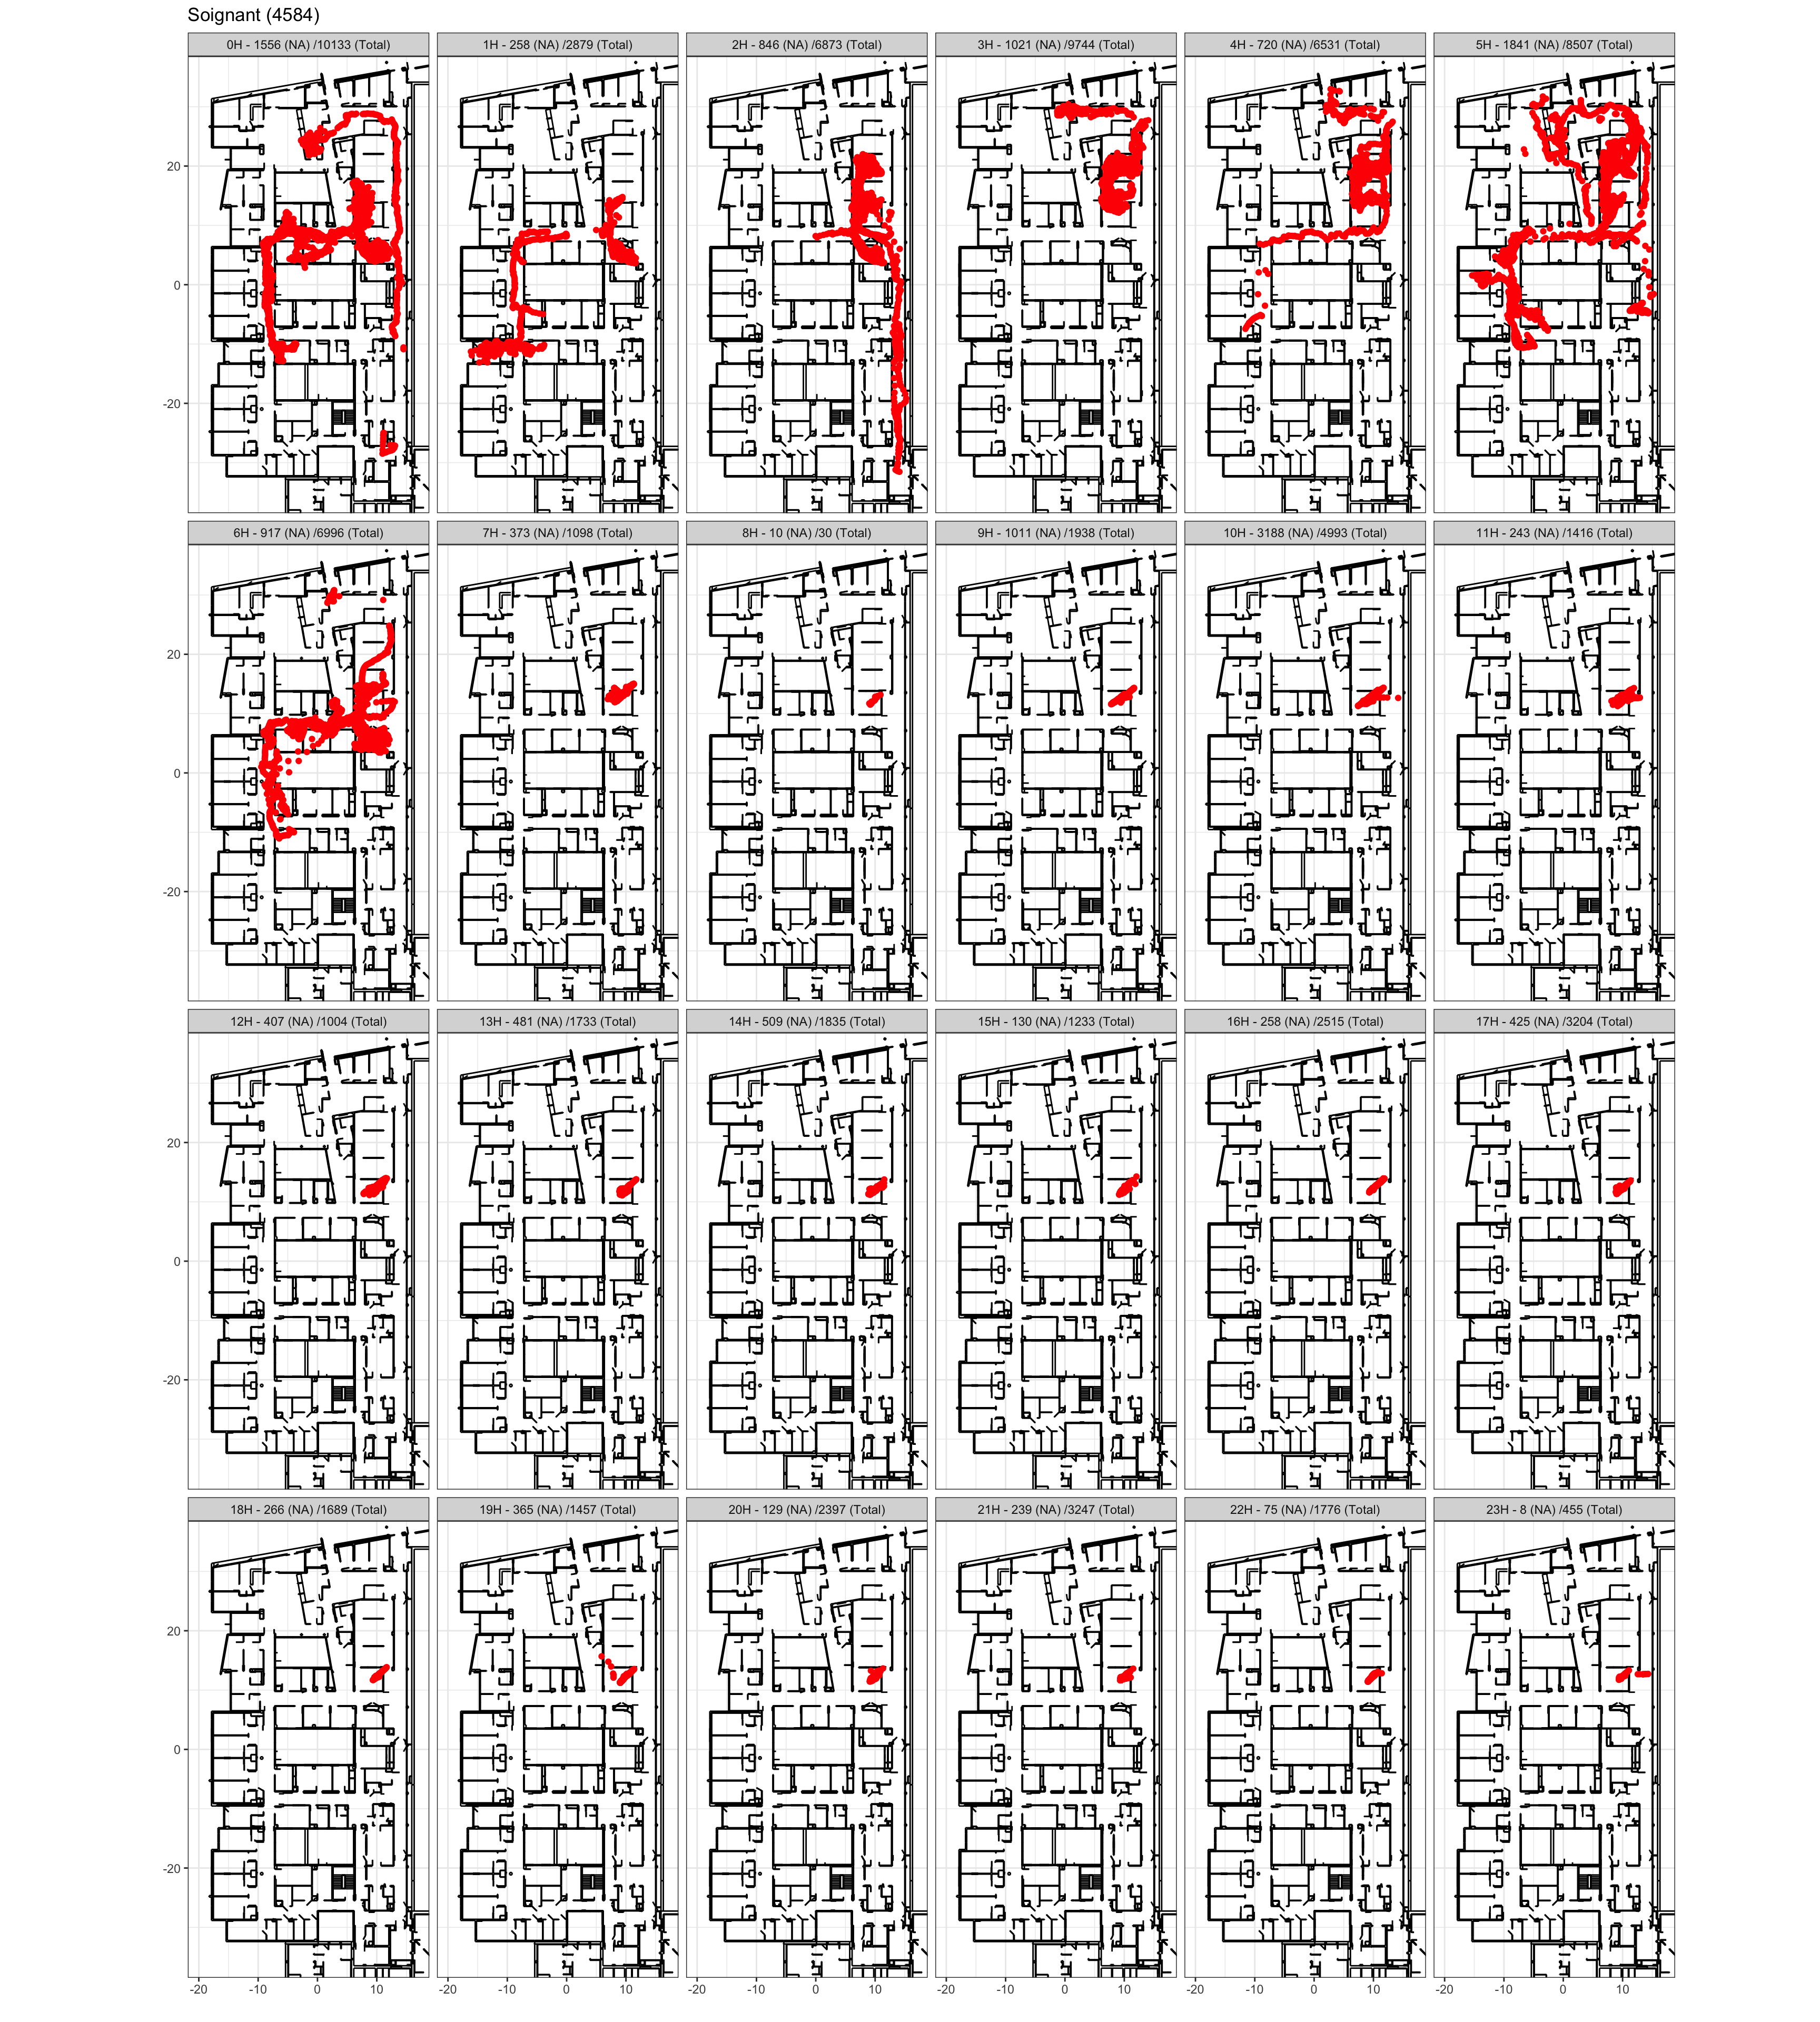 Soignant (4584)
0H - 1556 (NA) /10133 (Total)
1H - 258 (NA) /2879 (Total)
2H - 846 (NA) /6873 (Total)
3H - 1021 (NA) /9744 (Total)
4H - 720 (NA) /6531 (Total)
5H - 1841 (NA) /8507 (Total)
20
0
-20
6H - 917 (NA) /6996 (Total)
7H - 373 (NA) /1098 (Total)
8H - 10 (NA) /30 (Total)
9H - 1011 (NA) /1938 (Total)
10H - 3188 (NA) /4993 (Total)
11H - 243 (NA) /1416 (Total)
20
0
-20
12H - 407 (NA) /1004 (Total)
13H - 481 (NA) /1733 (Total)
14H - 509 (NA) /1835 (Total)
15H - 130 (NA) /1233 (Total)
16H - 258 (NA) /2515 (Total)
17H - 425 (NA) /3204 (Total)
20
0
-20
18H - 266 (NA) /1689 (Total)
19H - 365 (NA) /1457 (Total)
20H - 129 (NA) /2397 (Total)
21H - 239 (NA) /3247 (Total)
22H - 75 (NA) /1776 (Total)
23H - 8 (NA) /455 (Total)
20
0
-20
-20 -10 0 10
-20 -10 0 10
-20 -10 0 10
-20 -10 0 10
-20 -10 0 10
-20 -10 0 10